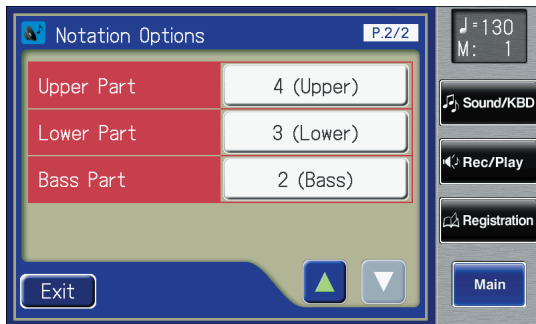 Notation Options
P.2/2
Upper Part
4 (Upper)
Lower Part
3 (Lower)
Bass Part
2 (Bass)
Exit
♩=130
M: 1
Sound/KBD
Rec/Play
Registration
Main